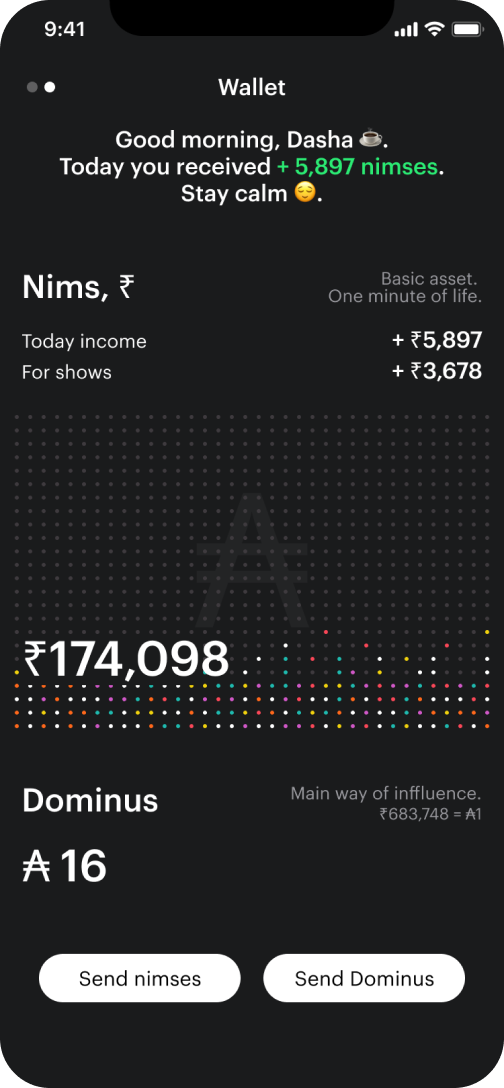 9:41
Wallet
Good morning, Dasha ☕.
Today you received + 5,897 nimses.
Stay calm 😌.
Nims, ₹
Basic asset.
One minute of life.
Today income
+ ₹5,897
For shows
+ ₹3,678
₳
₹174,098
Dominus
Main way of inffluence.
₹683,748 = ₳1
₳ 16
Send nimses
Send Dominus